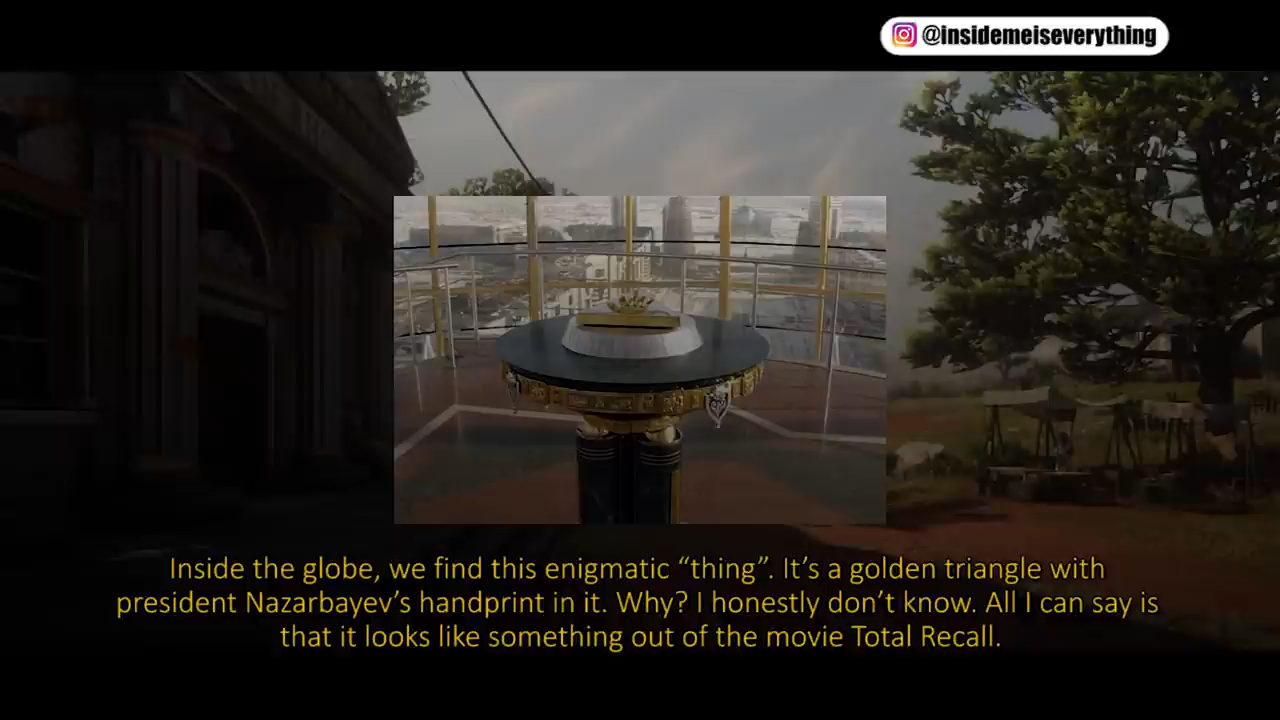 @insidemeiseverything
Inside the globe, we find this enigmatic “thing”. It’s a golden triangle with
president Nazarbayev’s handprint in it. Why? I honestly don’t know. All I can say is
that it looks like something out of the movie Total Recall.